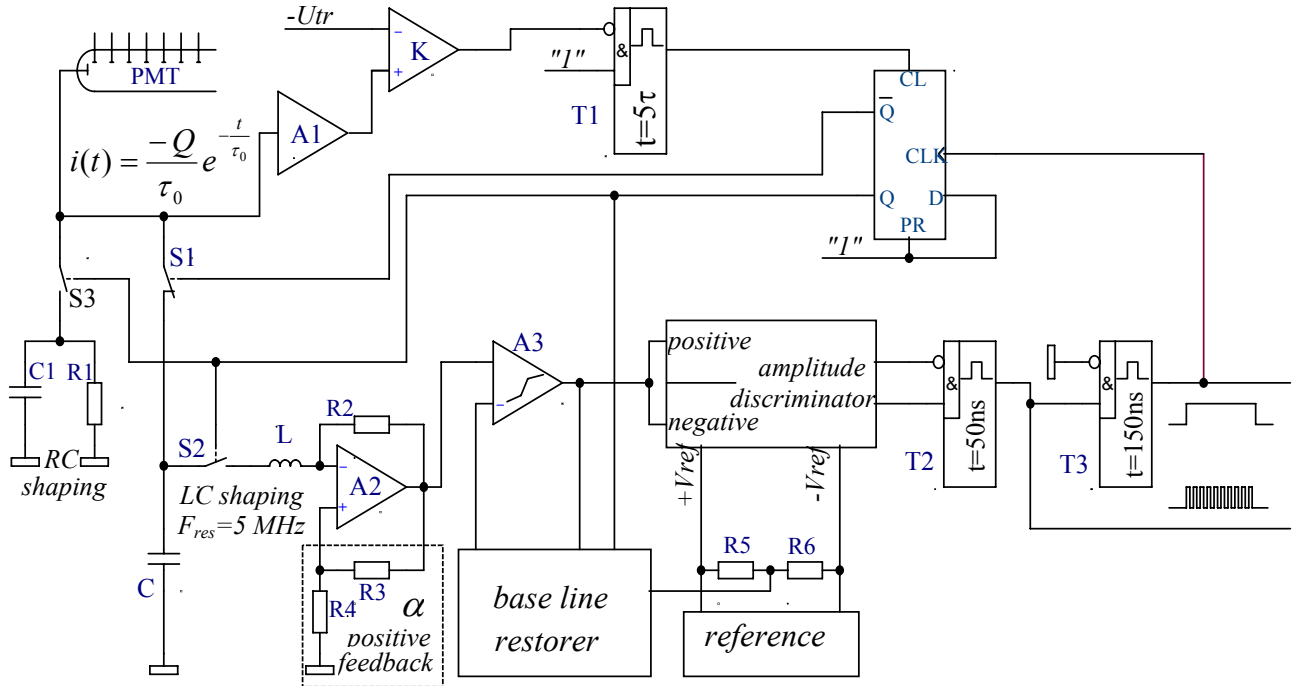 -Utr
−
K
+
"1"
&
T1
t=5τ
PMT
A1
i(t) = −Q/τ₀ e^(−t/τ₀)
CL
Q̅
CLK
Q
D
PR
"1"
S1
S3
C1
R1
RC
shaping
S2
L
R2
−
A2
+
LC shaping
F_res=5 MHz
C
R4
R3
α
positive
feedback
A3
−
positive
amplitude
discriminator
negative
+Vref
-Vref
R5
R6
base line
restorer
reference
&
T2
t=50ns
&
T3
t=150ns